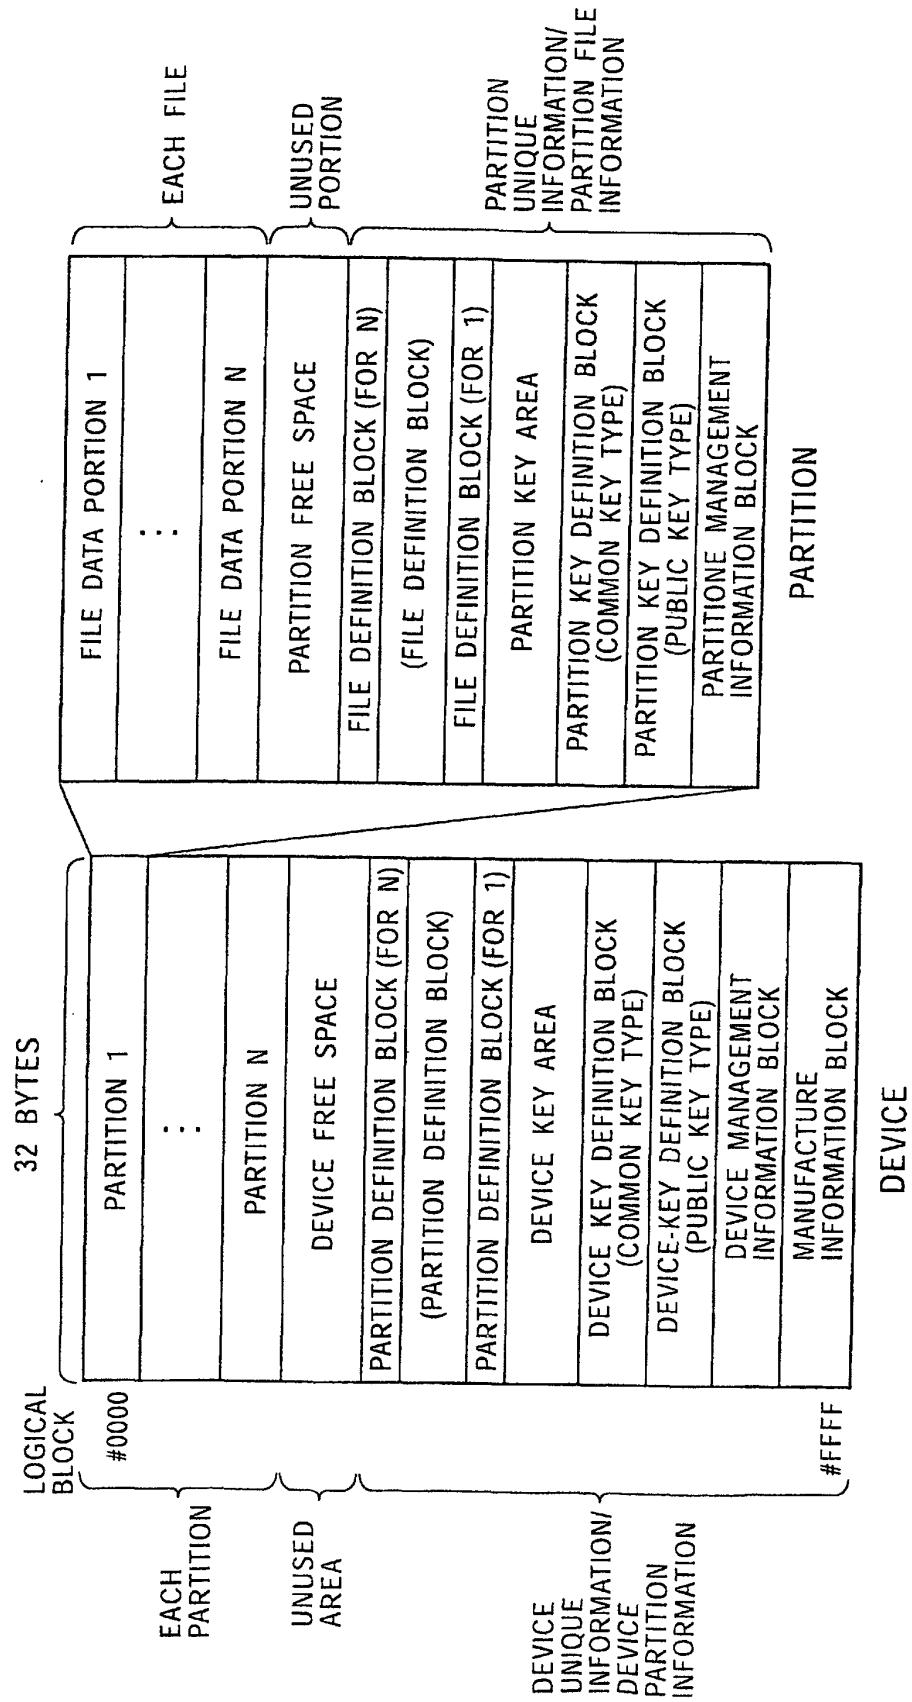 32 BYTES
LOGICAL
BLOCK
#0000
#FFFF
EACH
PARTITION
UNUSED
AREA
DEVICE
UNIQUE
INFORMATION/
DEVICE
PARTITION
INFORMATION
PARTITION 1
...
PARTITION N
DEVICE FREE SPACE
PARTITION DEFINITION BLOCK (FOR N)
(PARTITION DEFINITION BLOCK)
PARTITION DEFINITION BLOCK (FOR 1)
DEVICE KEY AREA
DEVICE KEY DEFINITION BLOCK
(COMMON KEY TYPE)
DEVICE-KEY DEFINITION BLOCK
(PUBLIC KEY TYPE)
DEVICE MANAGEMENT
INFORMATION BLOCK
MANUFACTURE
INFORMATION BLOCK
DEVICE
FILE DATA PORTION 1
...
FILE DATA PORTION N
PARTITION FREE SPACE
FILE DEFINITION BLOCK (FOR N)
(FILE DEFINITION BLOCK)
FILE DEFINITION BLOCK (FOR 1)
PARTITION KEY AREA
PARTITION KEY DEFINITION BLOCK
(COMMON KEY TYPE)
PARTITION KEY DEFINITION BLOCK
(PUBLIC KEY TYPE)
PARTITIONE MANAGEMENT
INFORMATION BLOCK
PARTITION
EACH FILE
UNUSED
PORTION
PARTITION
UNIQUE
INFORMATION/
PARTITION FILE
INFORMATION